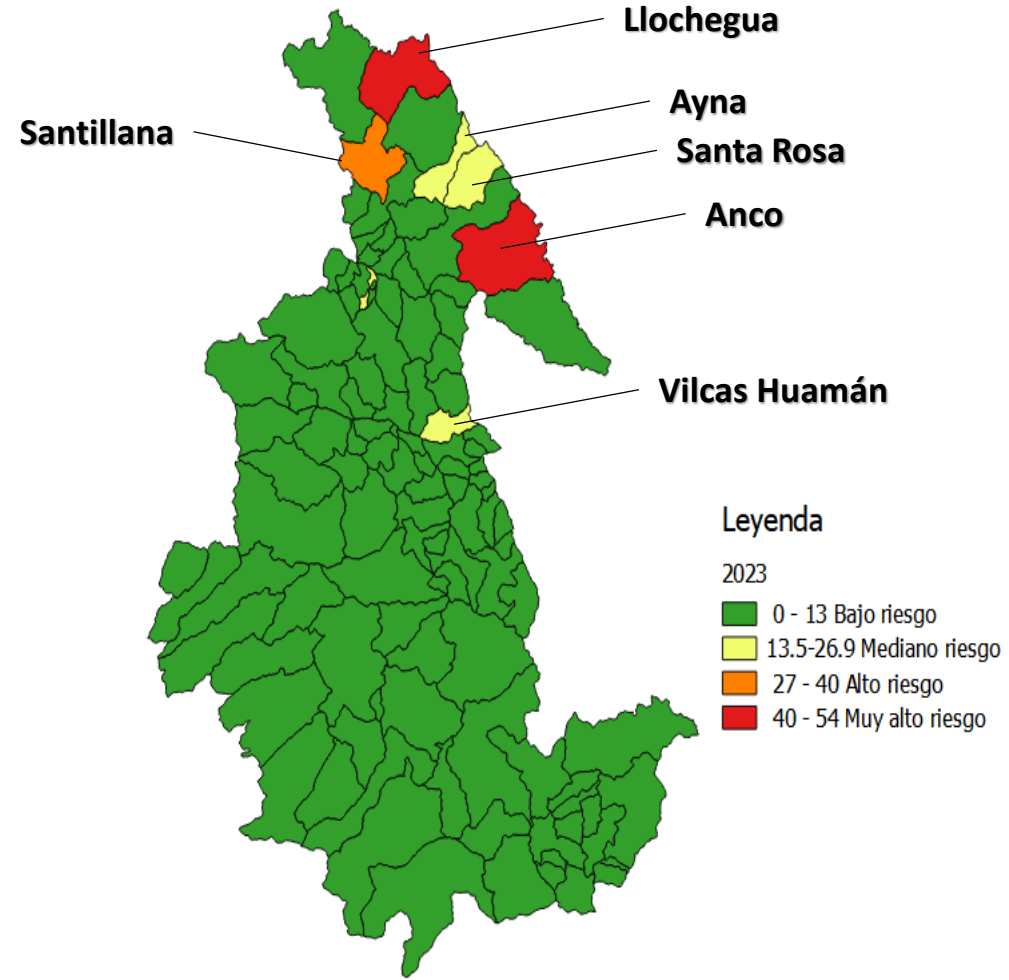 Llochegua
Ayna
Santillana
Santa Rosa
Anco
Vilcas Huamán
Leyenda
2023
0 - 13 Bajo riesgo
13.5-26.9 Mediano riesgo
27 - 40 Alto riesgo
40 - 54 Muy alto riesgo